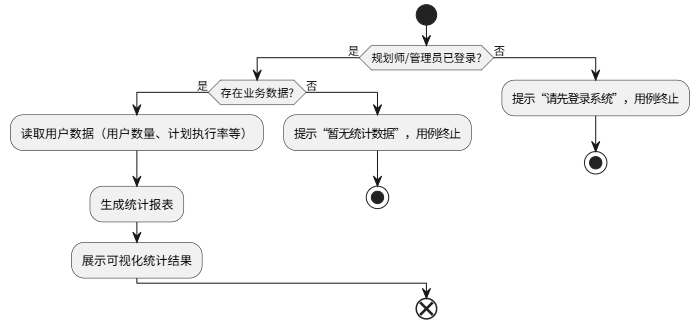 规划师/管理员已登录?
是
否
存在业务数据?
是
否
提示“请先登录系统”，用例终止
读取用户数据（用户数量、计划执行率等）
提示“暂无统计数据”，用例终止
生成统计报表
展示可视化统计结果